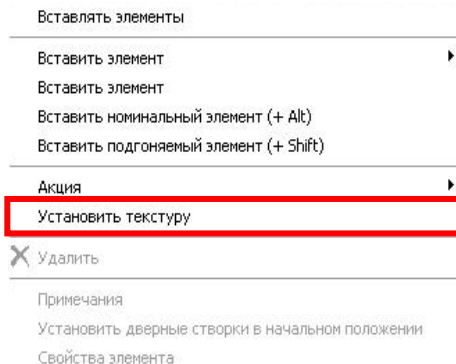 Вставлять элементы
Вставить элемент
Вставить элемент
Вставить номинальный элемент (+ Alt)
Вставить подгоняемый элемент (+ Shift)
Акция
Установить текстуру
Удалить
Примечания
Установить дверные створки в начальном положении
Свойства элемента